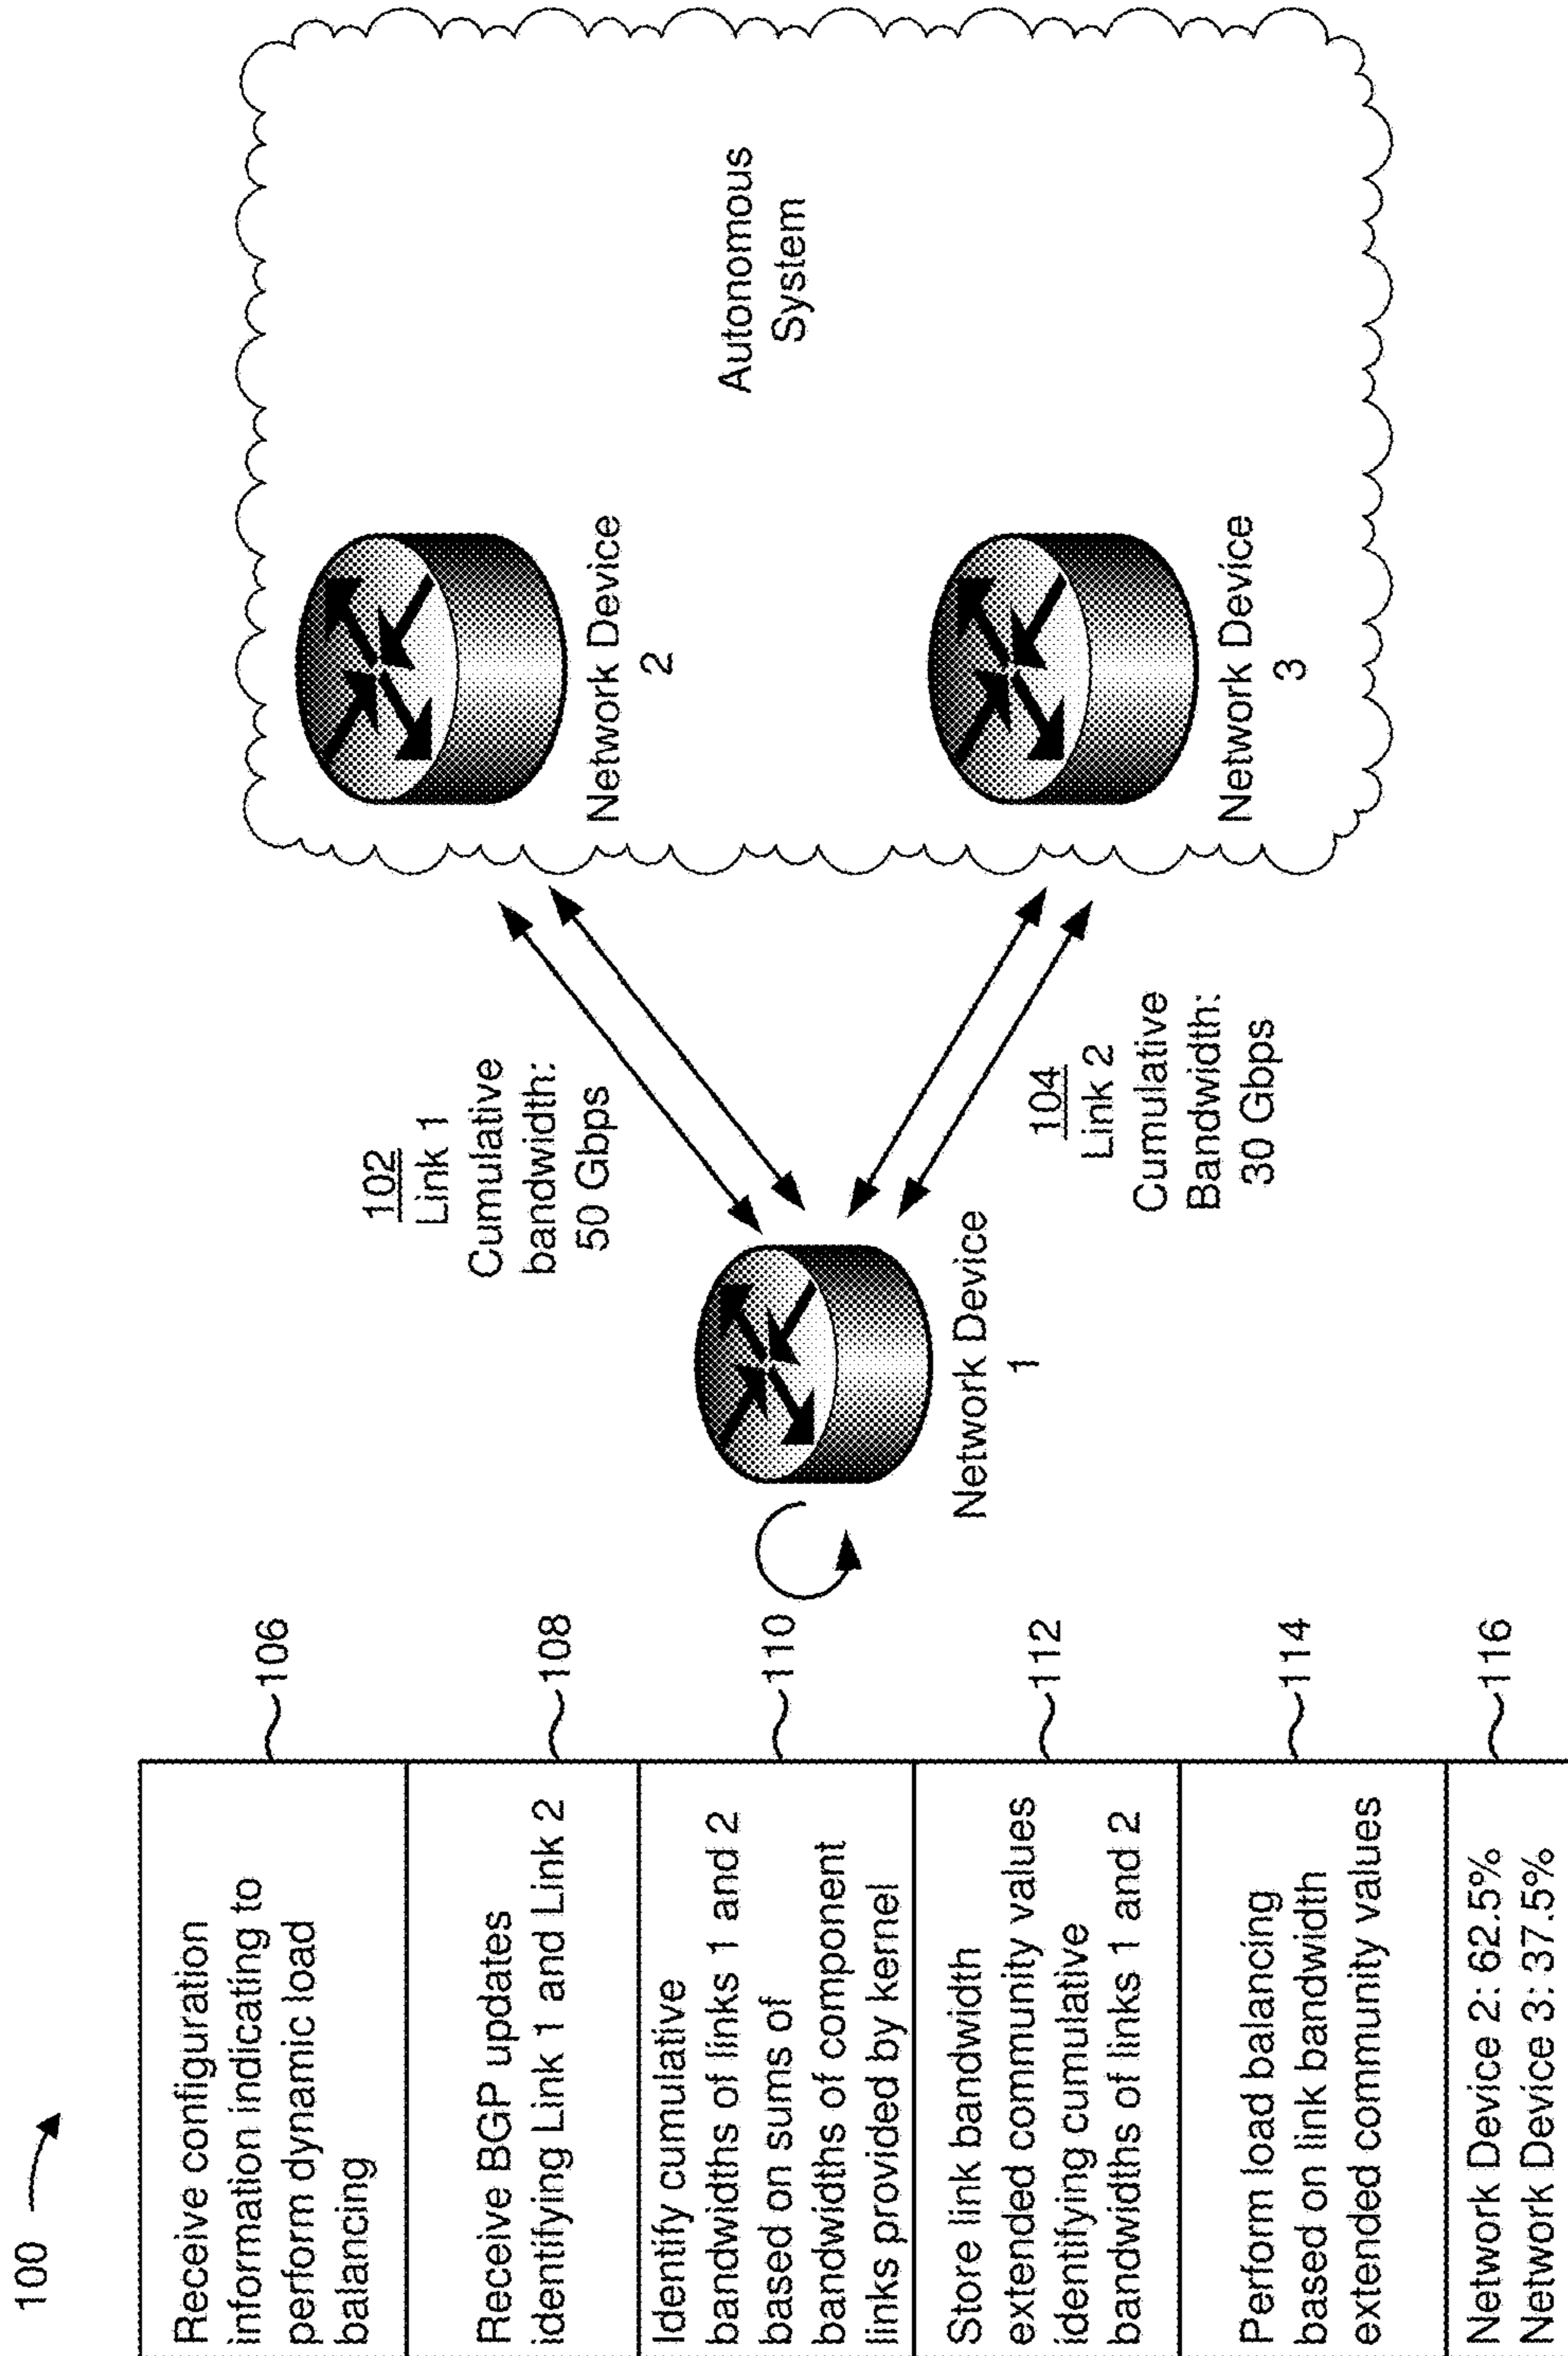 100
Receive configuration
information indicating to
perform dynamic load
balancing
106
Receive BGP updates
identifying Link 1 and Link 2
108
Identify cumulative
bandwidths of links 1 and 2
based on sums of
bandwidths of component
links provided by kernel
110
Store link bandwidth
extended community values
identifying cumulative
bandwidths of links 1 and 2
112
Perform load balancing
based on link bandwidth
extended community values
114
Network Device 2: 62.5%
Network Device 3: 37.5%
116
Network Device
1
102
Link 1
Cumulative
bandwidth:
50 Gbps
104
Link 2
Cumulative
Bandwidth:
30 Gbps
Network Device
2
Network Device
3
Autonomous
System